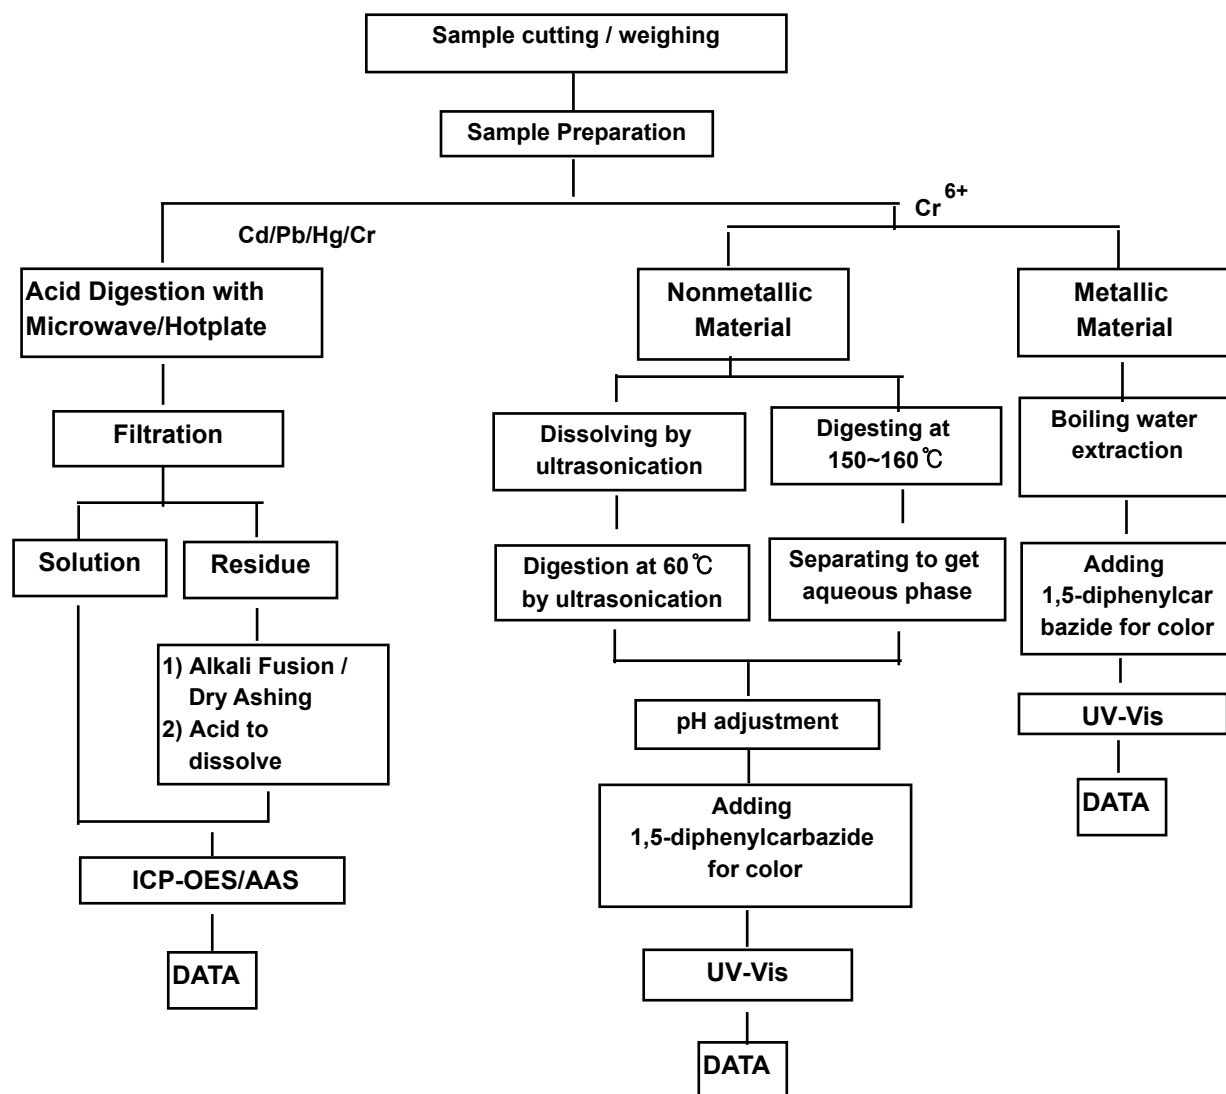 Sample cutting / weighing
Sample Preparation
Cd/Pb/Hg/Cr
Cr 6+
Acid Digestion with
Microwave/Hotplate
Nonmetallic
Material
Metallic
Material
Filtration
Dissolving by
ultrasonication
Digesting at
150~160℃
Boiling water
extraction
Solution
Residue
Digestion at 60℃
by ultrasonication
Separating to get
aqueous phase
Adding
1,5-diphenylcar
bazide for color
1) Alkali Fusion /
Dry Ashing
2) Acid to
dissolve
pH adjustment
UV-Vis
Adding
1,5-diphenylcarbazide
for color
DATA
ICP-OES/AAS
UV-Vis
DATA
DATA